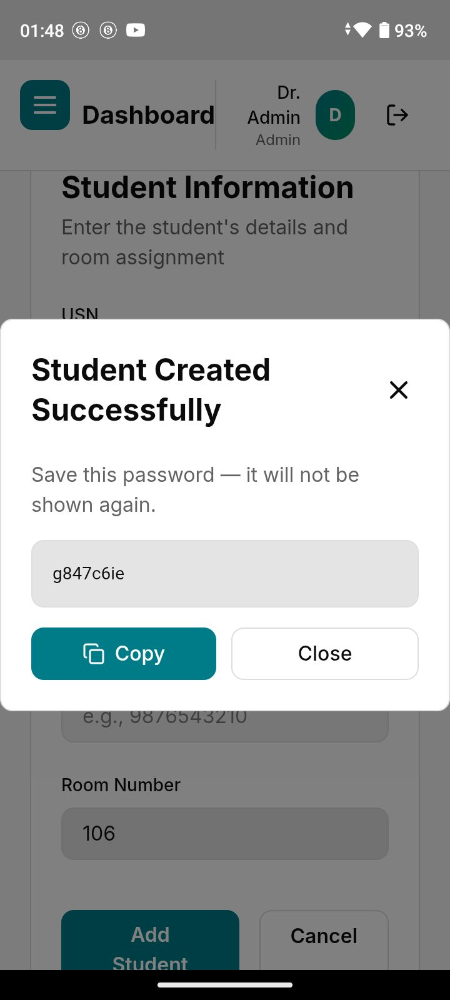 01:48
93%
Dashboard
Dr.
Admin
Admin
D
Student Information
Enter the student's details and
room assignment
USN
Student Created
Successfully
Save this password — it will not be
shown again.
g847c6ie
Copy
Close
e.g., 9876543210
Room Number
106
Add
Student
Cancel